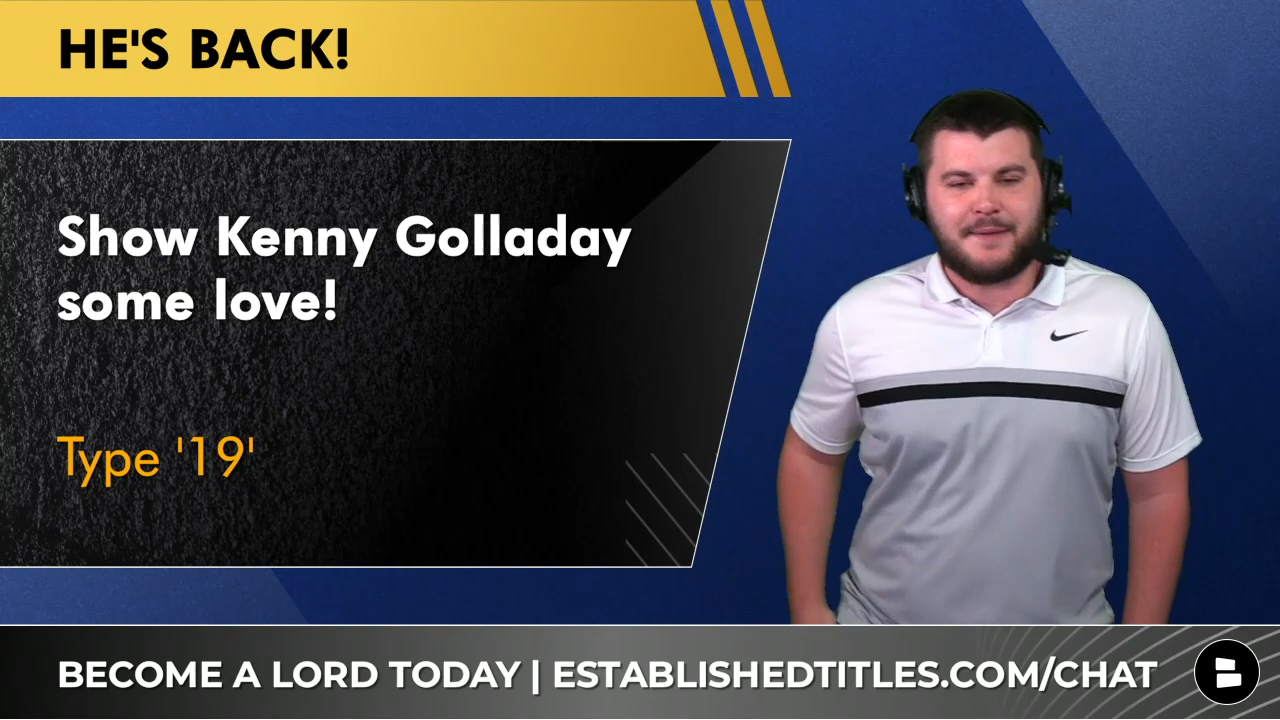 HE'S BACK!
Show Kenny Golladay
some love!
Type '19'
BECOME A LORD TODAY | ESTABLISHEDTITLES.COM/CHAT